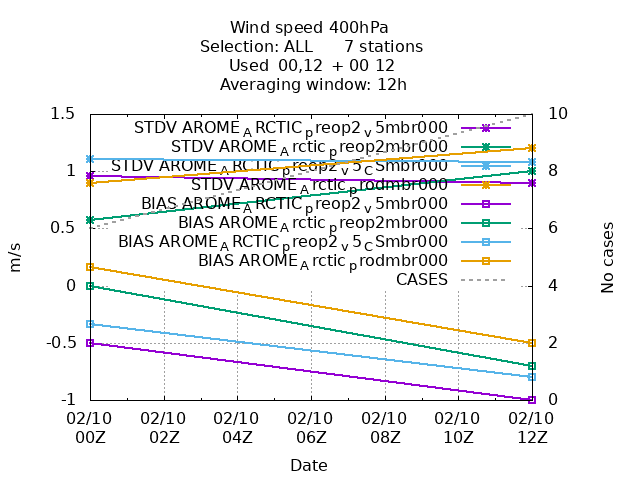 Wind speed 400hPa
Selection: ALL 7 stations
Used 00,12 + 00 12
Averaging window: 12h
1.5
1
0.5
0
-0.5
-1
m/s
10
8
6
4
2
0
No cases
STDV AROME_ARCTIC_preop2_v5mbr000
STDV AROME_Arctic_preop2mbr000
STDV AROME_ARCTIC_preop2_v5_CSmbr000
STDV AROME_Arctic_prodmbr000
BIAS AROME_ARCTIC_preop2_v5mbr000
BIAS AROME_Arctic_preop2mbr000
BIAS AROME_ARCTIC_preop2_v5_CSmbr000
BIAS AROME_Arctic_prodmbr000
CASES
02/10 02/10 02/10 02/10 02/10 02/10 02/10
00Z 02Z 04Z 06Z 08Z 10Z 12Z
Date